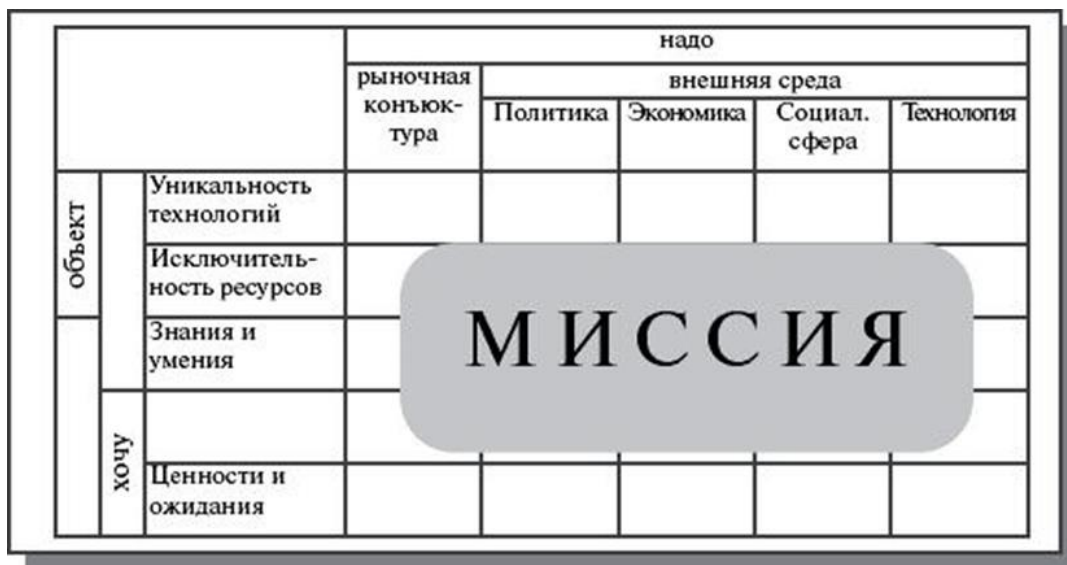 надо
рыночная
конъюк-
тура
внешняя среда
Политика
Экономика
Социал.
сфера
Технология
объект
Уникальность
технологий
Исключитель-
ность ресурсов
Знания и
умения
МИССИЯ
хочу
Ценности и
ожидания